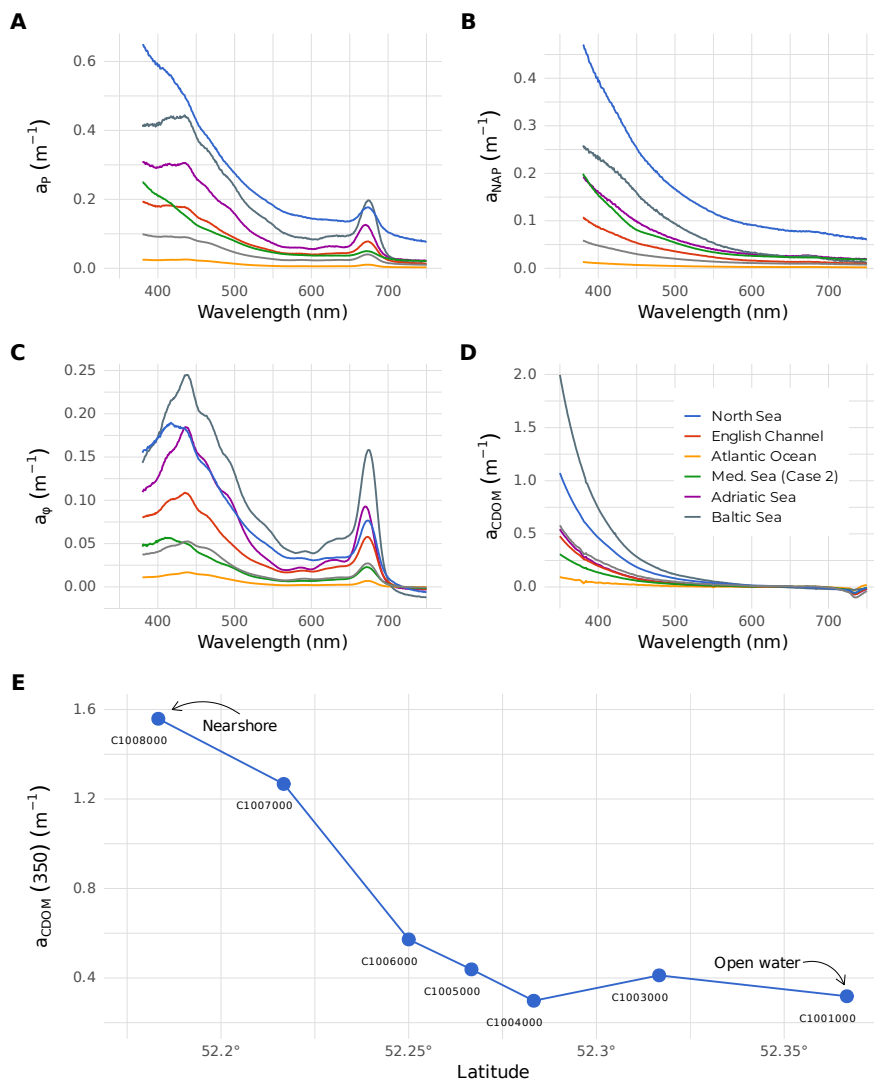 A
B
0.6
0.4
0.2
0.0
400
500
600
700
Wavelength (nm)
aₚ (m⁻¹)
0.4
0.3
0.2
0.1
0.0
400
500
600
700
Wavelength (nm)
a_NAP (m⁻¹)
C
D
0.25
0.20
0.15
0.10
0.05
0.00
400
500
600
700
Wavelength (nm)
a_φ (m⁻¹)
2.0
1.5
1.0
0.5
0.0
400
500
600
700
Wavelength (nm)
a_CDOM (m⁻¹)
North Sea
English Channel
Atlantic Ocean
Med. Sea (Case 2)
Adriatic Sea
Baltic Sea
E
1.6
1.2
0.8
0.4
a_CDOM (350) (m⁻¹)
Nearshore
C1008000
C1007000
C1006000
C1005000
C1004000
C1003000
Open water
C1001000
52.2°
52.25°
52.3°
52.35°
Latitude